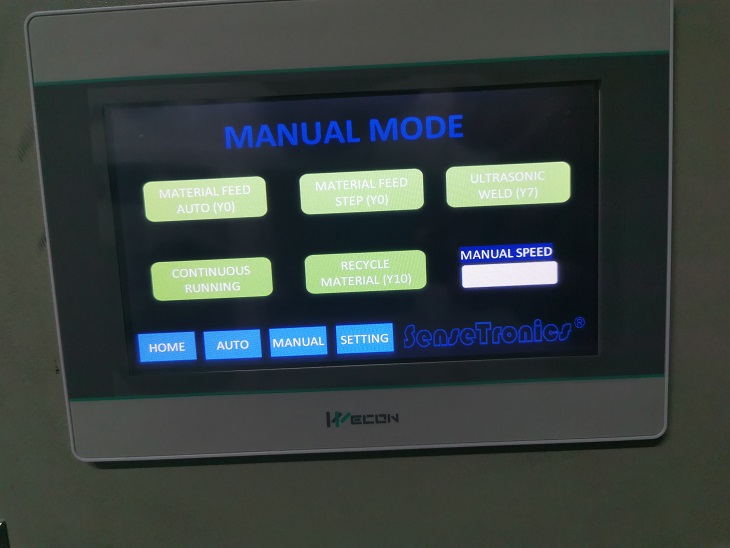 MANUAL MODE
MATERIAL FEED
AUTO (Y0)
MATERIAL FEED
STEP (Y0)
ULTRASONIC
WELD (Y7)
CONTINUOUS
RUNNING
RECYCLE
MATERIAL (Y10)
MANUAL SPEED
HOME
AUTO
MANUAL
SETTING
SenseTronics®
WECON